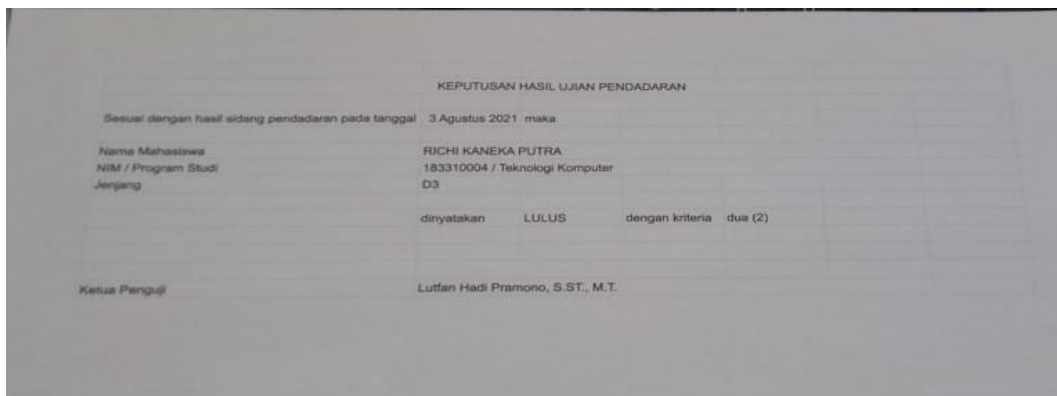 KEPUTUSAN HASIL UJIAN PENDADARAN
Sesuai dengan hasil sidang pendadaran pada tanggal 3 Agustus 2021 maka
Nama Mahasiswa RICHI KANEKA PUTRA
NIM / Program Studi 183310004 / Teknologi Komputer
Jenjang D3
dinyatakan LULUS dengan kriteria dua (2)
Ketua Penguji Lutfan Hadi Pramono, S.ST., M.T.